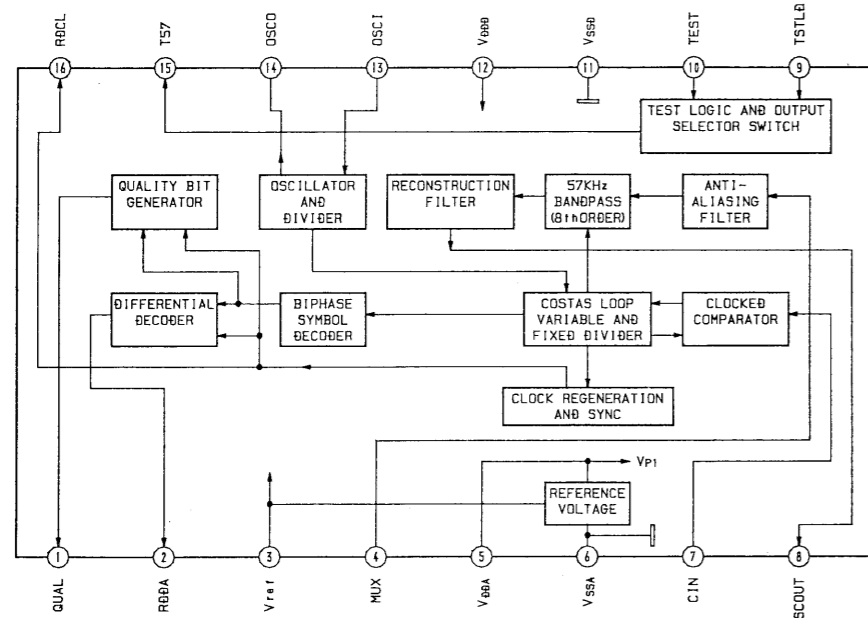 RDCL
T57
OSCO
OSCI
VDDD
VSSD
TEST
TSTLD
16
15
14
13
12
11
10
9
TEST LOGIC AND OUTPUT
SELECTOR SWITCH
QUALITY BIT
GENERATOR
OSCILLATOR
AND
DIVIDER
RECONSTRUCTION
FILTER
57KHz
BANDPASS
(8thORDER)
ANTI-
ALIASING
FILTER
DIFFERENTIAL
DECODER
BIPHASE
SYMBOL
DECODER
COSTAS LOOP
VARIABLE AND
FIXED DIVIDER
CLOCKED
COMPARATOR
CLOCK REGENERATION
AND SYNC
VP1
REFERENCE
VOLTAGE
1
2
3
4
5
6
7
8
QUAL
RDDA
Vref
MUX
VDDA
VSSA
CIN
SCOUT